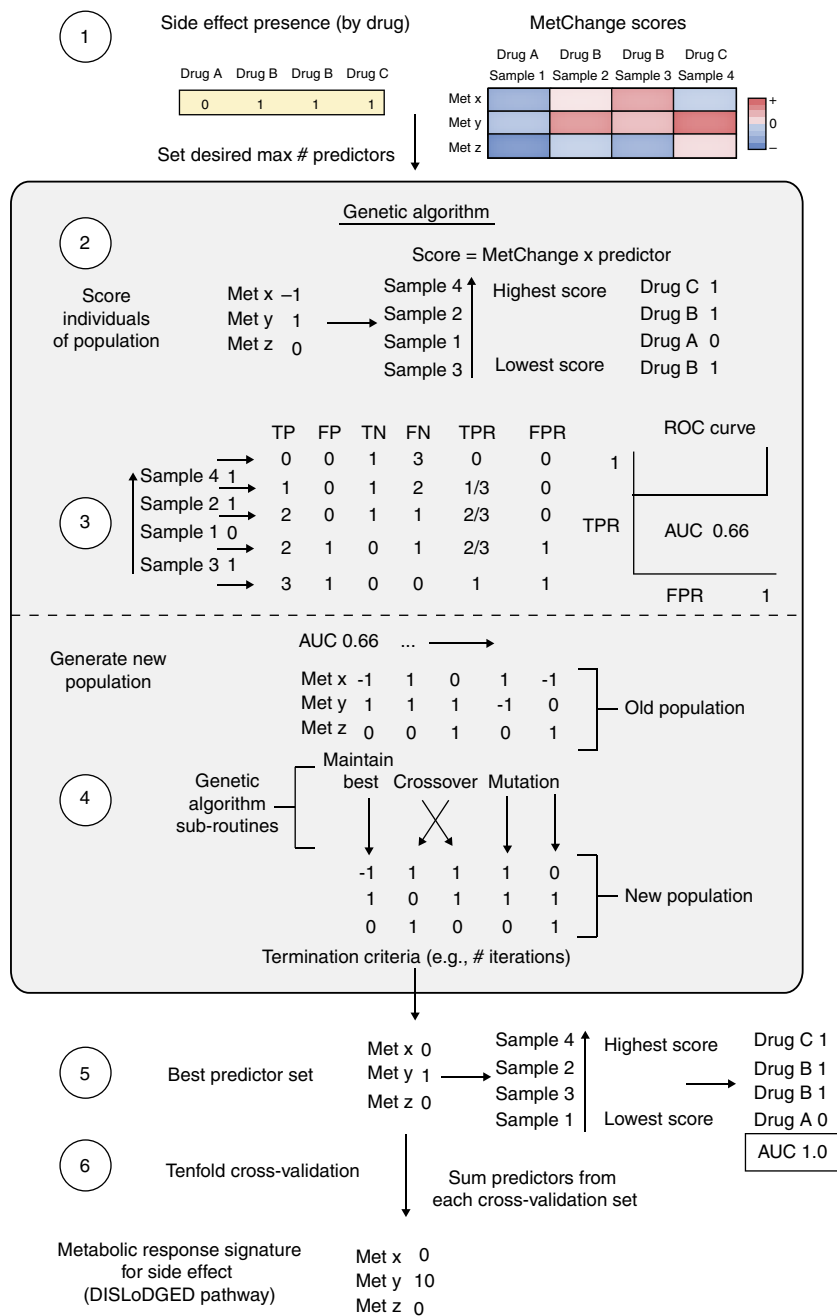 1
Side effect presence (by drug)
MetChange scores
Drug A Drug B Drug B Drug C
0 1 1 1
Drug A Drug B Drug B Drug C
Sample 1 Sample 2 Sample 3 Sample 4
Met x
Met y
Met z
+
0
–
Set desired max # predictors
Genetic algorithm
2
Score = MetChange x predictor
Score
individuals
of population
Met x –1
Met y 1
Met z 0
Sample 4
Sample 2
Sample 1
Sample 3
Highest score
Lowest score
Drug C 1
Drug B 1
Drug A 0
Drug B 1
3
TP FP TN FN TPR FPR
0 0 1 3 0 0
Sample 4 1
1 0 1 2 1/3 0
Sample 2 1
2 0 1 1 2/3 0
Sample 1 0
2 1 0 1 2/3 1
Sample 3 1
3 1 0 0 1 1
ROC curve
1
TPR
AUC 0.66
FPR 1
Generate new
population
AUC 0.66 ...
Met x -1 1 0 1 -1
Met y 1 1 1 -1 0
Met z 0 0 1 0 1
Old population
4
Genetic
algorithm
sub-routines
Maintain
best Crossover Mutation
-1 1 1 1 0
1 0 1 1 1
0 1 0 0 1
New population
Termination criteria (e.g., # iterations)
5
Best predictor set
Met x 0
Met y 1
Met z 0
Sample 4
Sample 2
Sample 3
Sample 1
Highest score
Lowest score
Drug C 1
Drug B 1
Drug B 1
Drug A 0
AUC 1.0
6
Tenfold cross-validation
Sum predictors from
each cross-validation set
Metabolic response signature
for side effect
(DISLoDGED pathway)
Met x 0
Met y 10
Met z 0